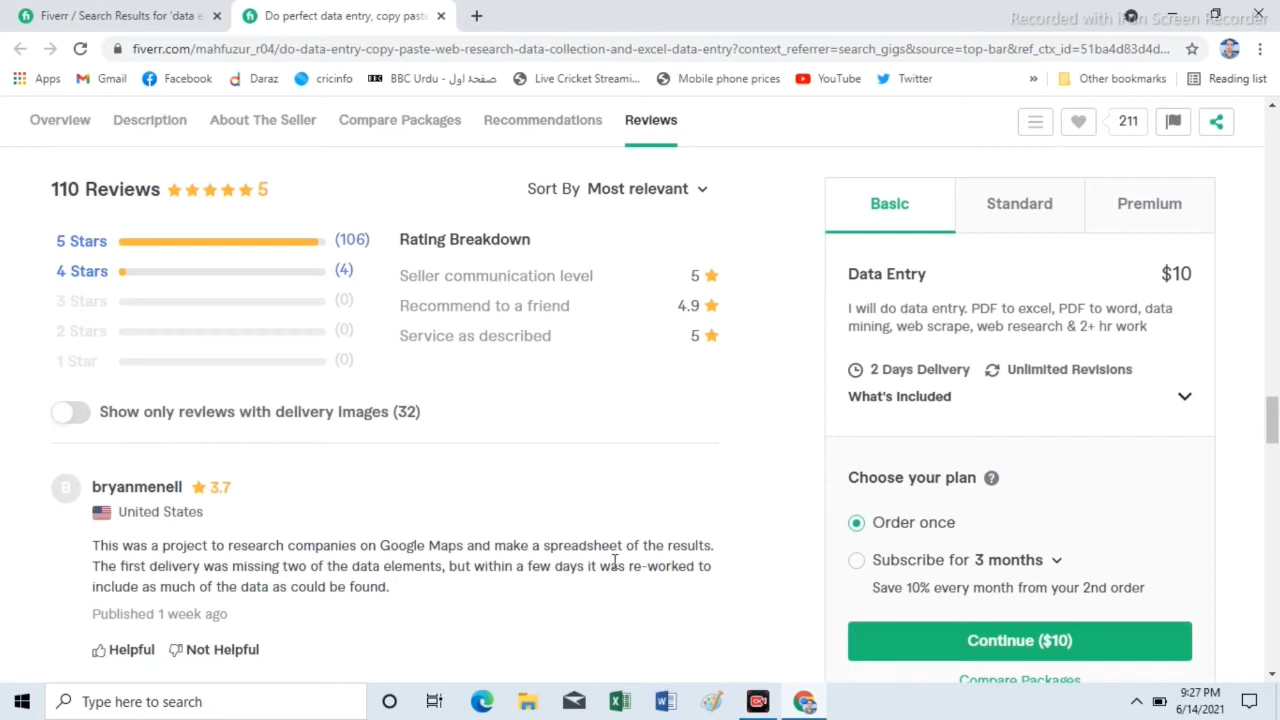 Fiverr / Search Results for 'data e
Do perfect data entry, copy paste
Recorded with iFun Screen Recorder
fiverr.com/mahfuzur_r04/do-data-entry-copy-paste-web-research-data-collection-and-excel-data-entry?context_referrer=search_gigs&source=top-bar&ref_ctx_id=51ba4d83d4d...
Apps
Gmail
Facebook
Daraz
cricinfo
BBC Urdu - صفحۂ اول
Live Cricket Streami...
Mobile phone prices
YouTube
Twitter
»
Other bookmarks
Reading list
Overview
Description
About The Seller
Compare Packages
Recommendations
Reviews
211
110 Reviews 5
Sort By Most relevant
5 Stars (106)
4 Stars (4)
3 Stars (0)
2 Stars (0)
1 Star (0)
Rating Breakdown
Seller communication level 5
Recommend to a friend 4.9
Service as described 5
Show only reviews with delivery images (32)
B
bryanmenell 3.7
United States
This was a project to research companies on Google Maps and make a spreadsheet of the results.
The first delivery was missing two of the data elements, but within a few days it was re-worked to
include as much of the data as could be found.
Published 1 week ago
Helpful
Not Helpful
Basic
Standard
Premium
Data Entry $10
I will do data entry. PDF to excel, PDF to word, data
mining, web scrape, web research & 2+ hr work
2 Days Delivery
Unlimited Revisions
What's Included
Choose your plan ?
Order once
Subscribe for 3 months
Save 10% every month from your 2nd order
Continue ($10)
Compare Packages
Type here to search
9:27 PM
6/14/2021